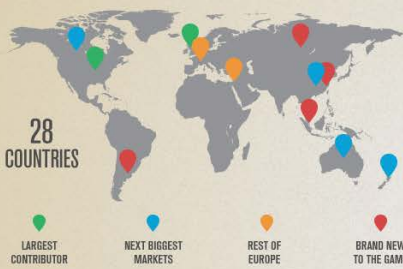 28
COUNTRIES
LARGEST
CONTRIBUTOR
NEXT BIGGEST
MARKETS
REST OF
EUROPE
BRAND NEW
TO THE GAM